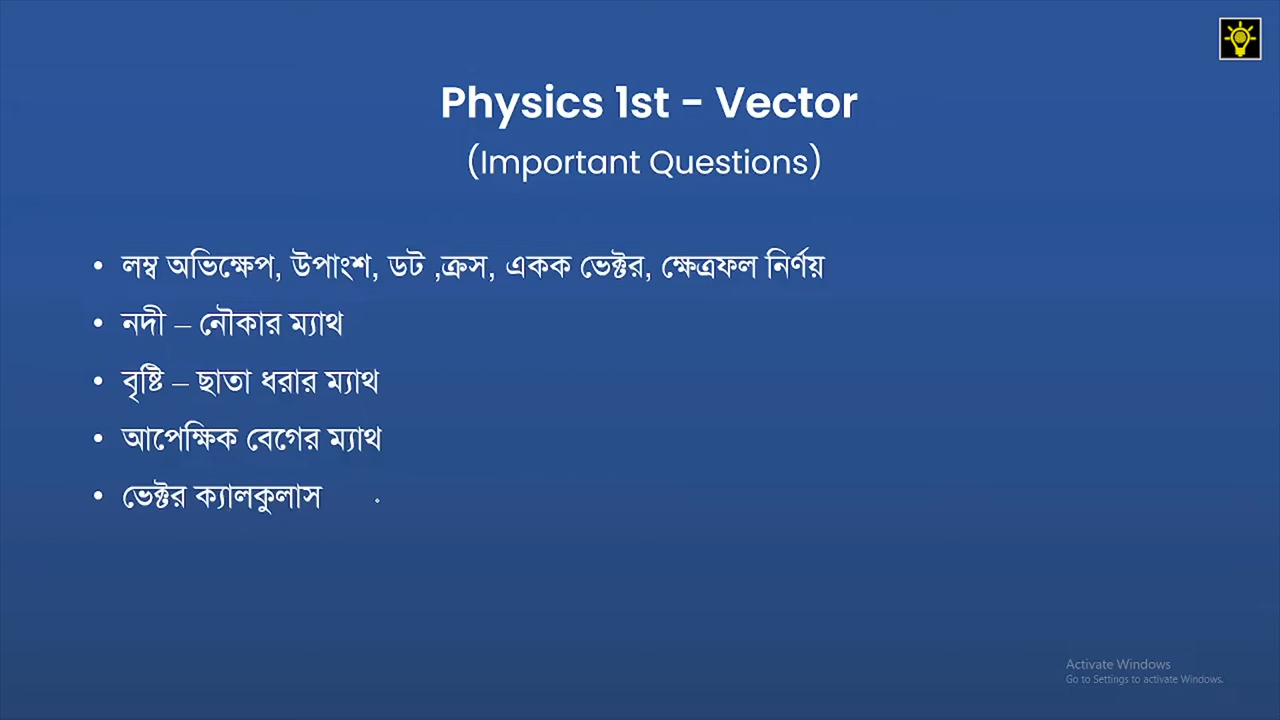 Physics 1st - Vector
(Important Questions)
• লম্ব অভিক্ষেপ, উপাংশ, ডট ,ক্রস, একক ভেক্টর, ক্ষেত্রফল নির্ণয়
• নদী – নৌকার ম্যাথ
• বৃষ্টি – ছাতা ধরার ম্যাথ
• আপেক্ষিক বেগের ম্যাথ
• ভেক্টর ক্যালকুলাস
Activate Windows
Go to Settings to activate Windows.